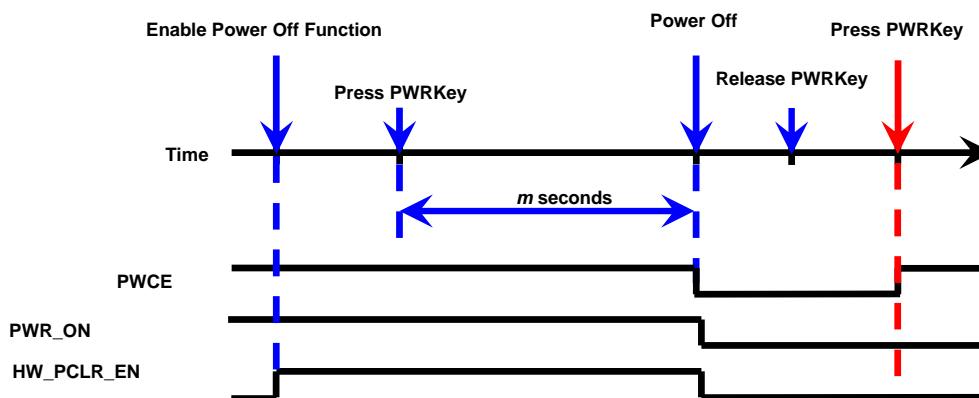 Enable Power Off Function
Power Off
Press PWRKey
Press PWRKey
Release PWRKey
Time
m seconds
PWCE
PWR_ON
HW_PCLR_EN